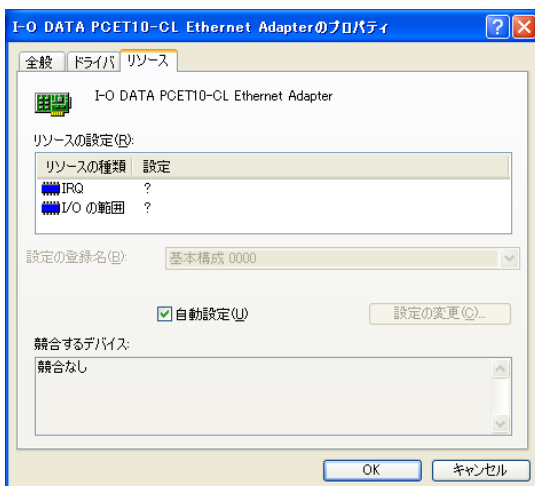 I-O DATA PCET10-CL Ethernet Adapterのプロパティ
全般 ドライバ リソース
I-O DATA PCET10-CL Ethernet Adapter
リソースの設定(R):
リソースの種類 設定
IRQ ?
I/O の範囲 ?
設定の登録名(B): 基本構成 0000
自動設定(U) 設定の変更(C)...
競合するデバイス:
競合なし
OK キャンセル